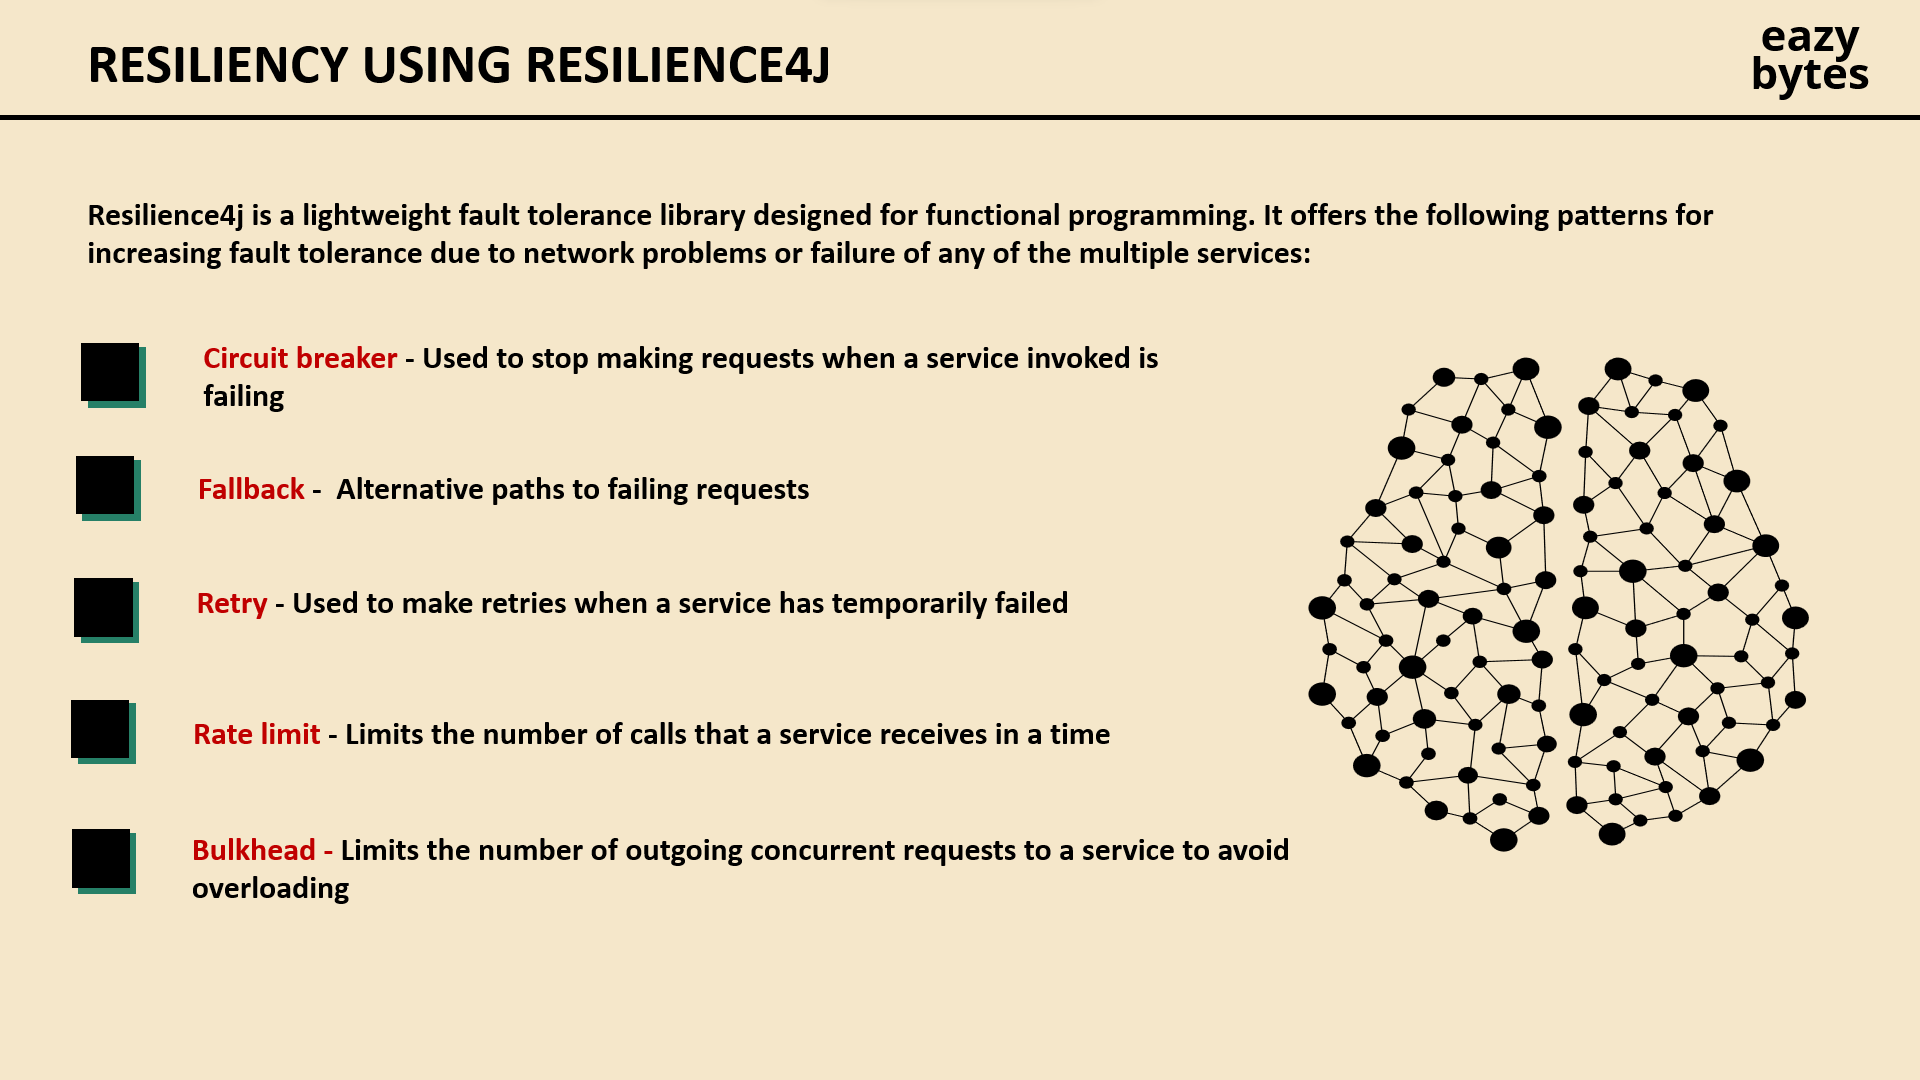 RESILIENCY USING RESILIENCE4J
eazy
bytes
Resilience4j is a lightweight fault tolerance library designed for functional programming. It offers the following patterns for
increasing fault tolerance due to network problems or failure of any of the multiple services:
Circuit breaker - Used to stop making requests when a service invoked is
failing
Fallback -  Alternative paths to failing requests
Retry - Used to make retries when a service has temporarily failed
Rate limit - Limits the number of calls that a service receives in a time
Bulkhead - Limits the number of outgoing concurrent requests to a service to avoid
overloading